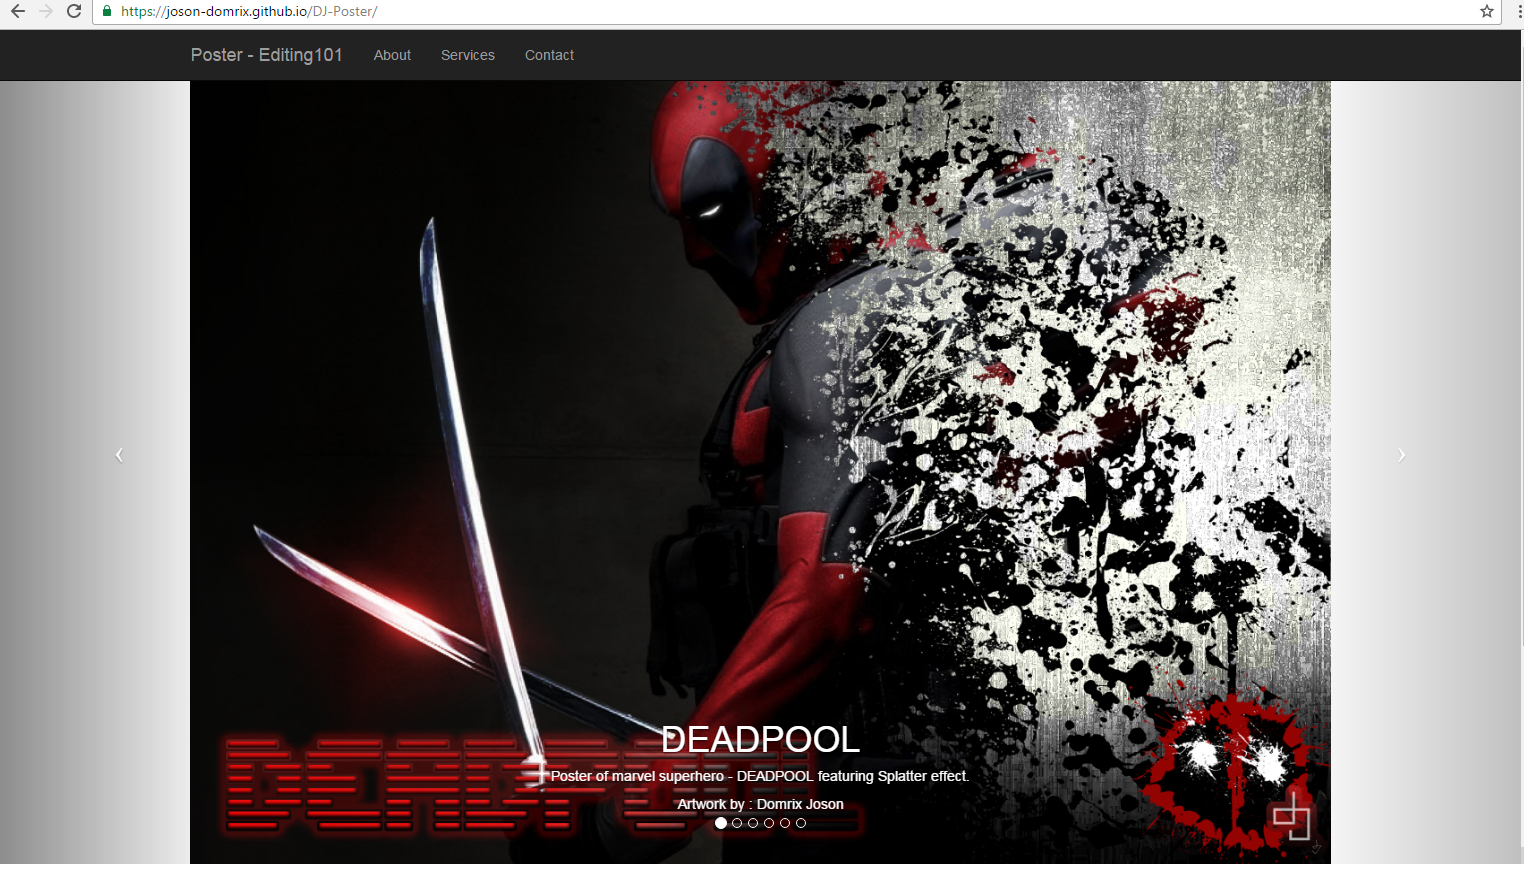 https://joson-domrix.github.io/DJ-Poster/
Poster - Editing101 About Services Contact
DEADPOOL
DEADPOOL
Poster of marvel superhero - DEADPOOL featuring Splatter effect.
Artwork by : Domrix Joson